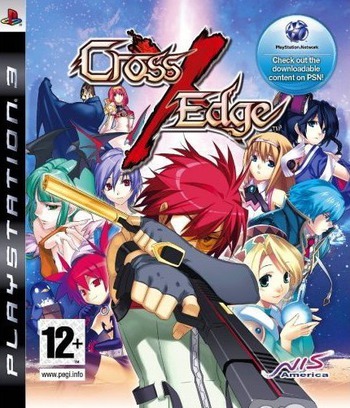 PLAYSTATION 3
PlayStation Network
Check out the
downloadable
content on PSN!
Cross
Edge
TM
12+
www.pegi.info
NIS
America